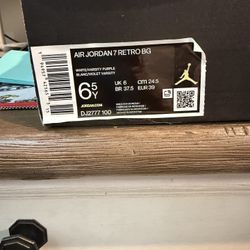 AIR JORDAN 7 RETRO BG
WHITE/VARSITY PURPLE
BLANC/VIOLET VARSITY
6.5Y
UK 6
CM 24.5
BR 37.5
EUR 39
JORDAN.COM
DJ2777 100